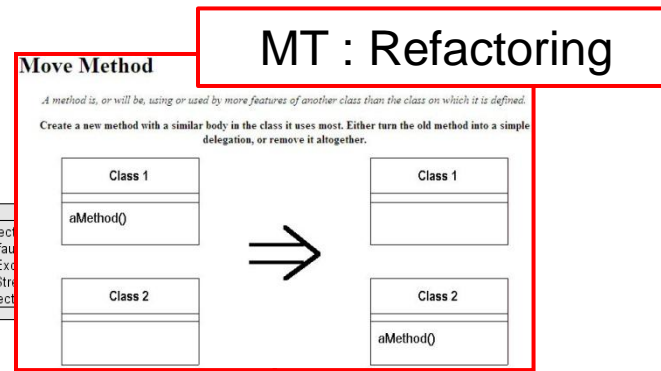 MT : Refactoring
Move Method
A method is, or will be, using or used by more features of another class than the class on which it is defined.
Create a new method with a similar body in the class it uses most. Either turn the old method into a simple
delegation, or remove it altogether.
Class 1
Class 1
aMethod()
Class 2
Class 2
aMethod()